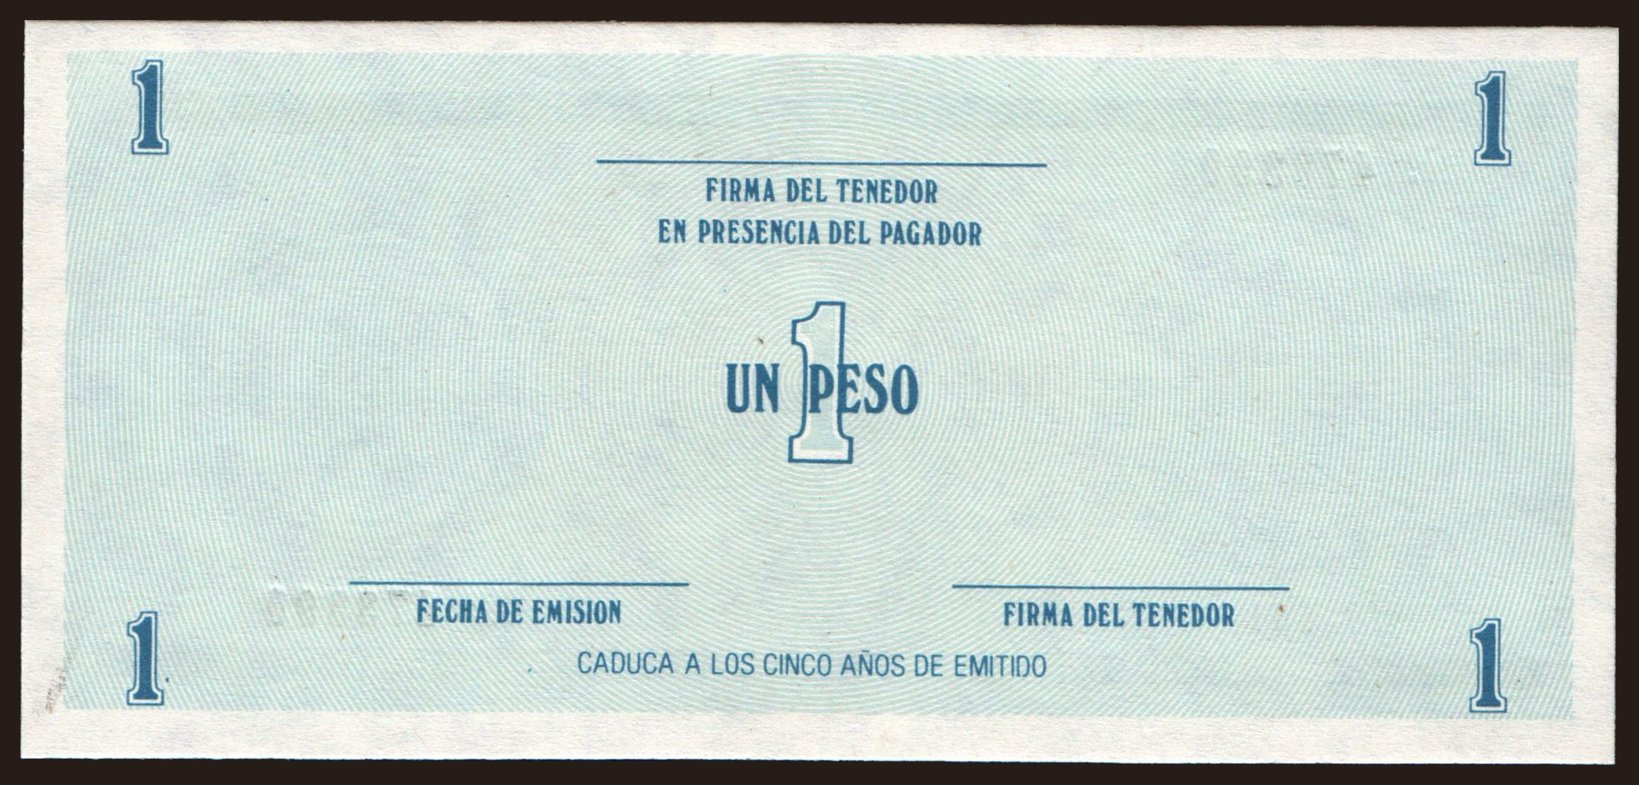 1 1
FIRMA DEL TENEDOR
EN PRESENCIA DEL PAGADOR
1
UN PESO
FECHA DE EMISION FIRMA DEL TENEDOR
1 1
CADUCA A LOS CINCO AÑOS DE EMITIDO